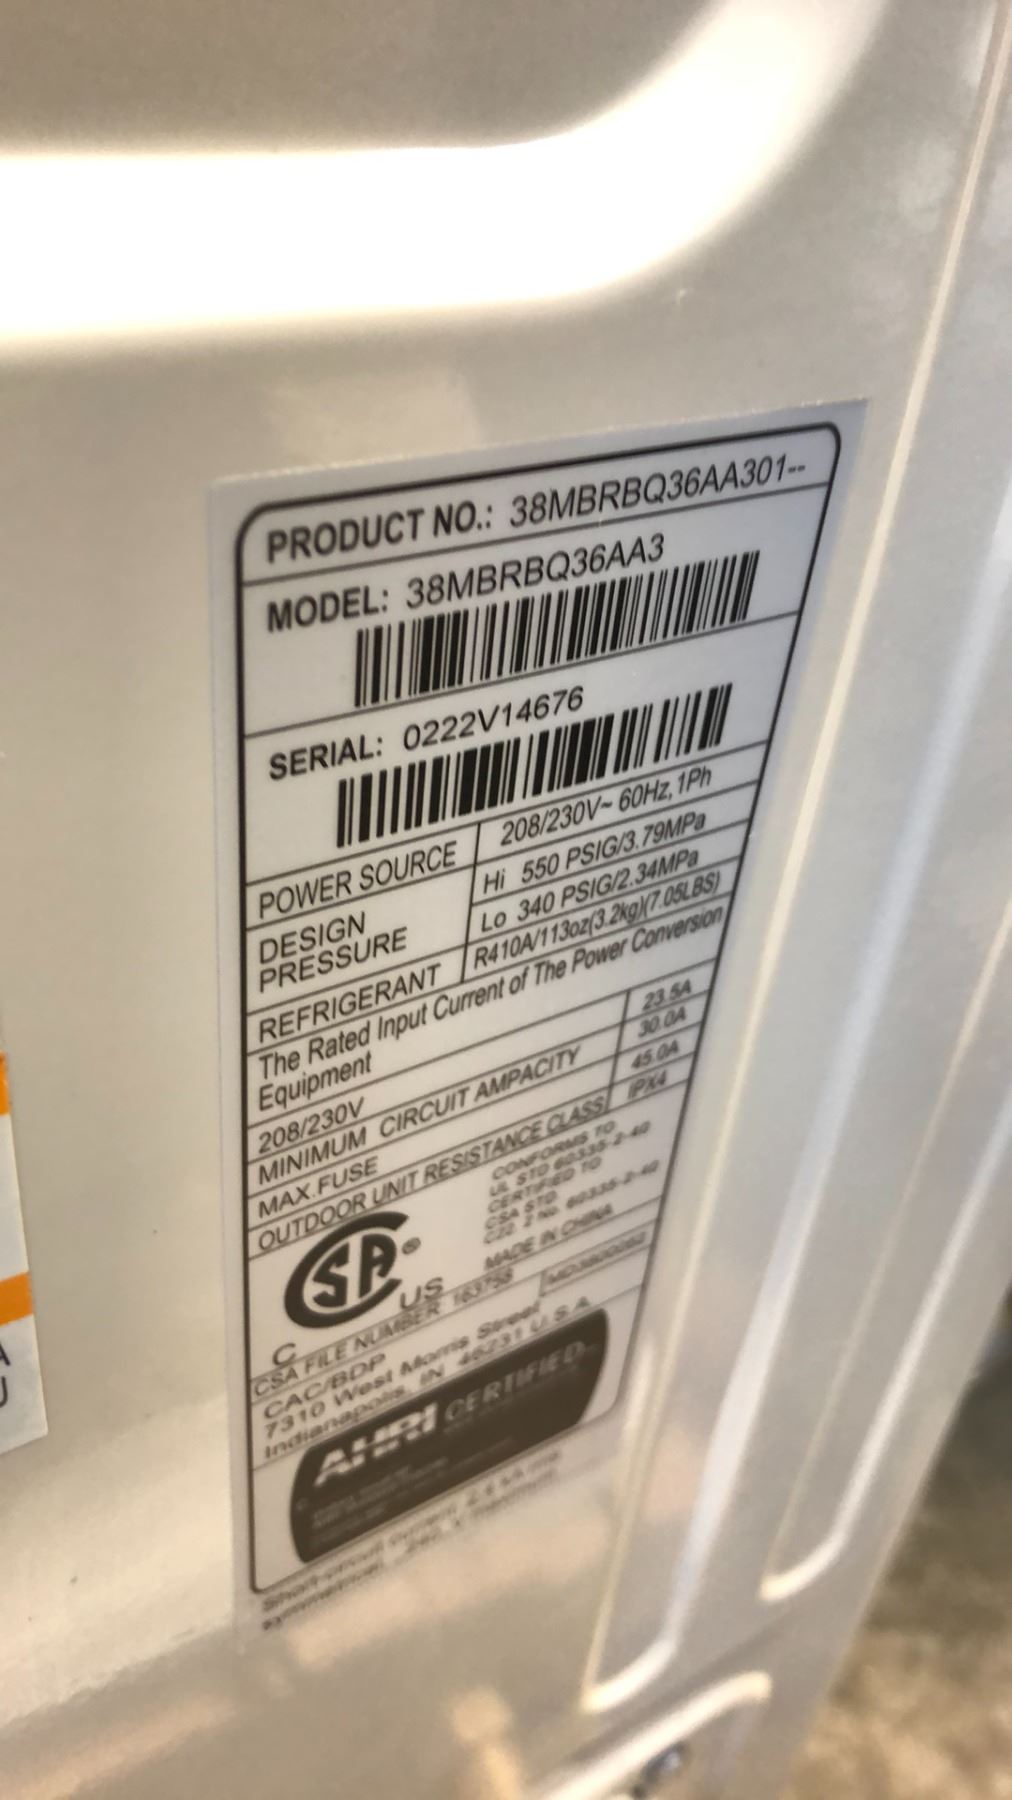 PRODUCT NO.: 38MBRBQ36AA301--
MODEL: 38MBRBQ36AA3
SERIAL: 0222V14676
POWER SOURCE 208/230V~ 60Hz, 1Ph
DESIGN PRESSURE Hi 550 PSIG/3.79MPa
Lo 340 PSIG/2.34MPa
REFRIGERANT R410A/113oz(3.2kg)(7.05LBS)
The Rated Input Current of The Power Conversion
Equipment
208/230V 23.5A
MINIMUM CIRCUIT AMPACITY 30.0A
MAX.FUSE 45.0A
OUTDOOR UNIT RESISTANCE CLASS IPX4
CONFORMS TO
UL STD 60335-2-40
CERTIFIED TO
CSA STD.
C22. 2 No. 60335-2-40
MADE IN CHINA
C SA® US
CSA FILE NUMBER 163758
CAC/BDP
7310 West Morris Street
Indianapolis, IN 46231 U.S.A.
AHRI CERTIFIED
A
U